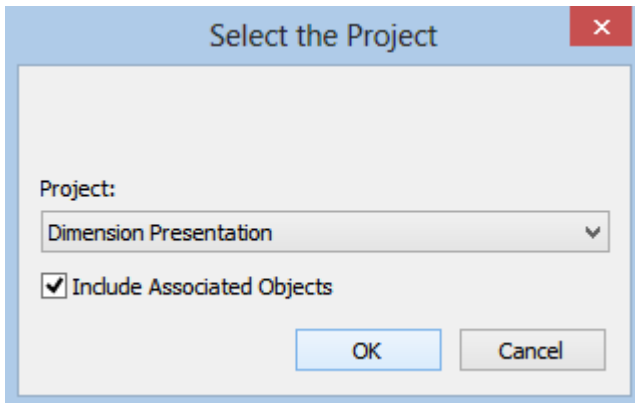 Select the Project
Project:
Dimension Presentation
Include Associated Objects
OK Cancel